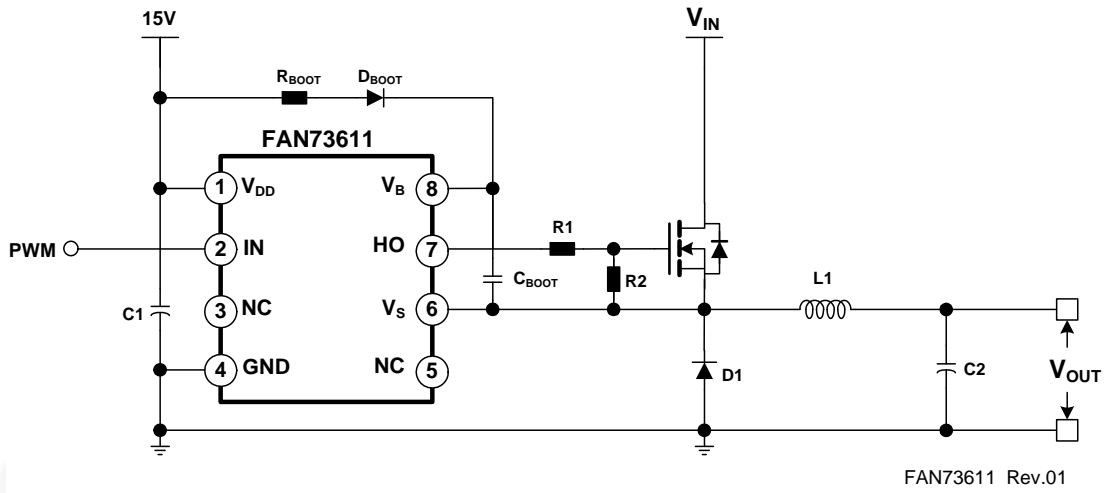 15V
V_IN
R_BOOT D_BOOT
FAN73611
1 V_DD V_B 8
PWM 2 IN HO 7 R1
R2
C_BOOT
C1 3 NC V_S 6 L1
4 GND NC 5
D1 C2 V_OUT
FAN73611 Rev.01